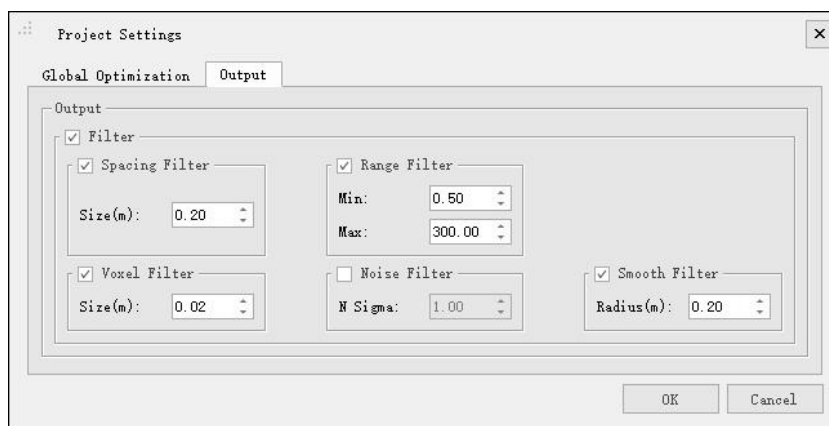 Project Settings
Global Optimization Output
Output
Filter
Spacing Filter
Size(m): 0.20
Range Filter
Min: 0.50
Max: 300.00
Voxel Filter
Size(m): 0.02
Noise Filter
N Sigma: 1.00
Smooth Filter
Radius(m): 0.20
OK Cancel